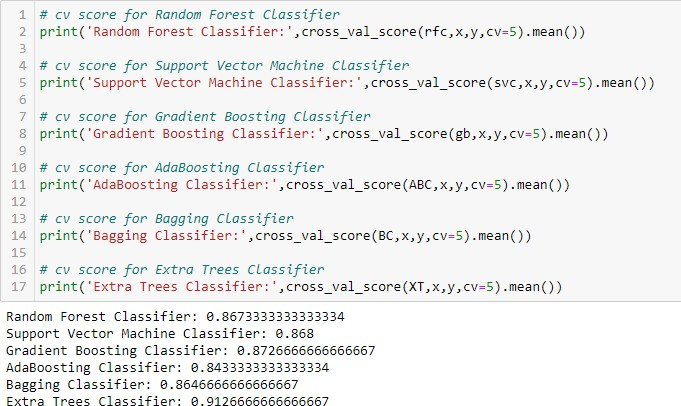 1 # cv score for Random Forest Classifier
2 print('Random Forest Classifier:',cross_val_score(rfc,x,y,cv=5).mean())
3
4 # cv score for Support Vector Machine Classifier
5 print('Support Vector Machine Classifier:',cross_val_score(svc,x,y,cv=5).mean())
6
7 # cv score for Gradient Boosting Classifier
8 print('Gradient Boosting Classifier:',cross_val_score(gb,x,y,cv=5).mean())
9
10 # cv score for AdaBoosting Classifier
11 print('AdaBoosting Classifier:',cross_val_score(ABC,x,y,cv=5).mean())
12
13 # cv score for Bagging Classifier
14 print('Bagging Classifier:',cross_val_score(BC,x,y,cv=5).mean())
15
16 # cv score for Extra Trees Classifier
17 print('Extra Trees Classifier:',cross_val_score(XT,x,y,cv=5).mean())
Random Forest Classifier: 0.8673333333333334
Support Vector Machine Classifier: 0.868
Gradient Boosting Classifier: 0.8726666666666667
AdaBoosting Classifier: 0.8433333333333334
Bagging Classifier: 0.8646666666666667
Extra Trees Classifier: 0.9126666666666667